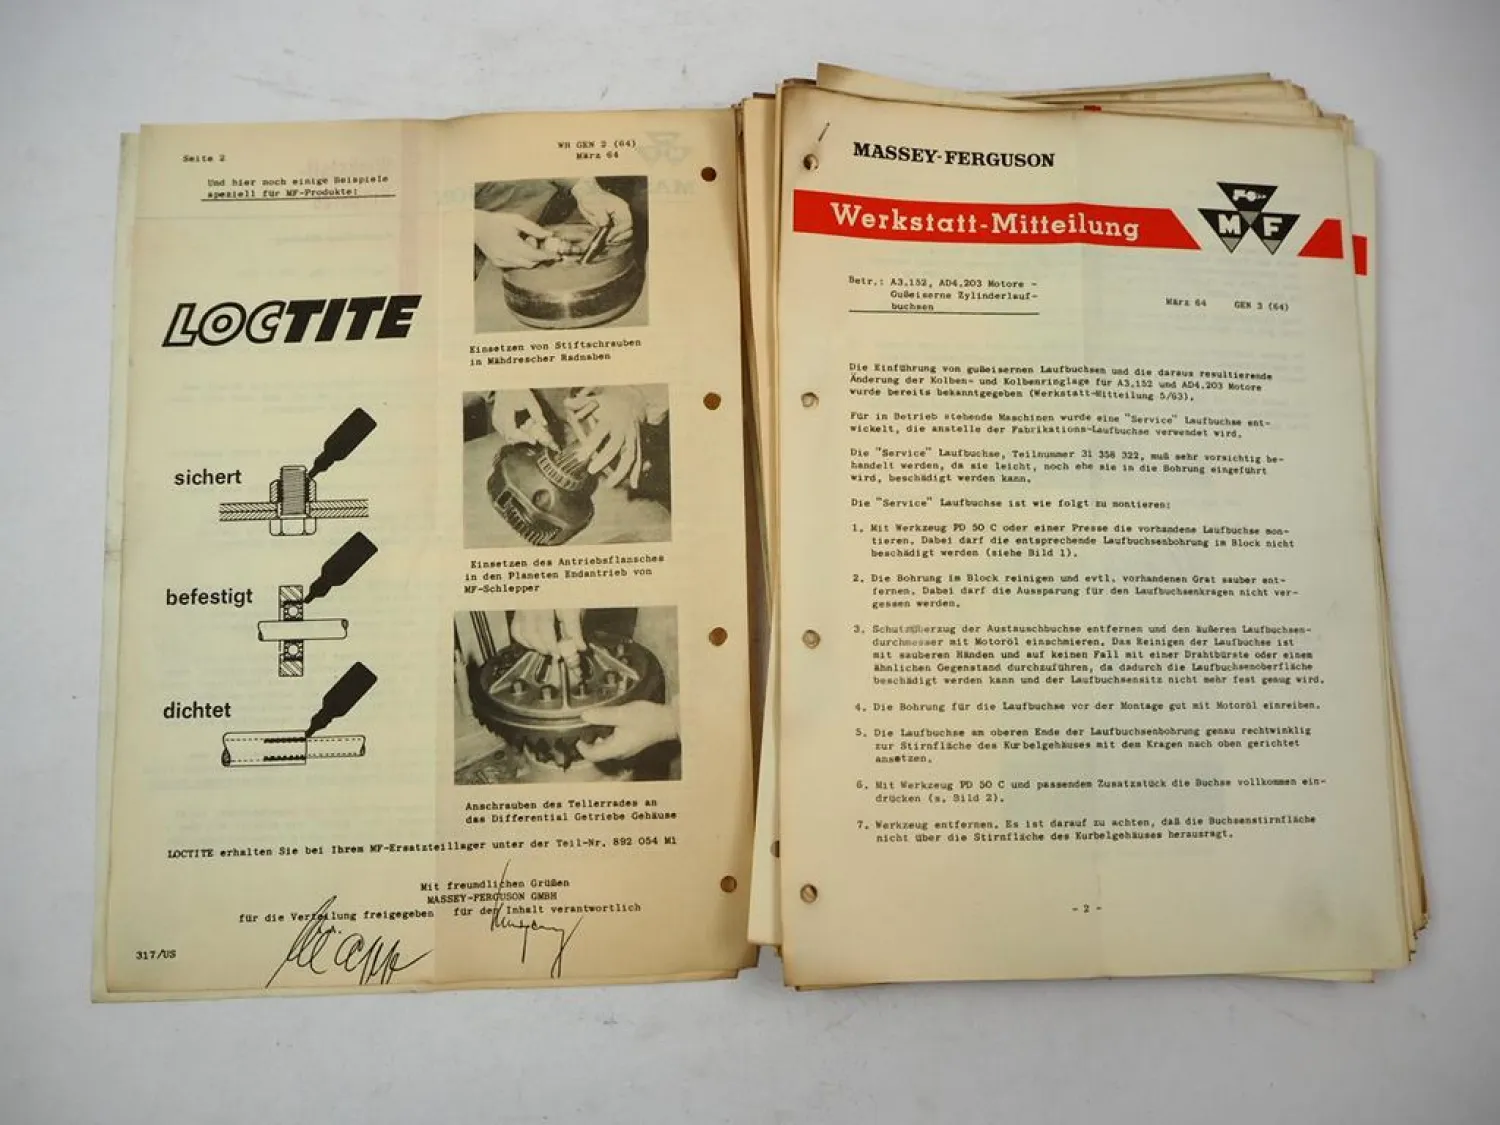 Seite 2
WH GEN 2 (64)
März 64
Und hier noch einige Beispiele
speziell für MF-Produkte:
LOCTITE
sichert
befestigt
dichtet
Einsetzen von Stiftschrauben
in Mähdrescher Radnaben
Einsetzen des Antriebsflansches
in den Planeten Endantrieb von
MF-Schlepper
Anschrauben des Tellerrades an
das Differential Getriebe Gehäuse
LOCTITE erhalten Sie bei Ihrem MF-Ersatzteillager unter der Teil-Nr. 892 054 M1
Mit freundlichen Grüßen
MASSEY-FERGUSON GMBH
für die Verteilung freigegeben für den Inhalt verantwortlich
317/US
MASSEY-FERGUSON
Werkstatt-Mitteilung
M F
Betr.: A3.152, AD4.203 Motore -
Gußeiserne Zylinderlauf-
buchsen
März 64 GEN 3 (64)
Die Einführung von gußeisernen Laufbuchsen und die daraus resultierende
Änderung der Kolben- und Kolbenringlage für A3.152 und AD4.203 Motore
wurde bereits bekanntgegeben (Werkstatt-Mitteilung 5/63).
Für in Betrieb stehende Maschinen wurde eine "Service" Laufbuchse ent-
wickelt, die anstelle der Fabrikations-Laufbuchse verwendet wird.
Die "Service" Laufbuchse, Teilnummer 31 358 322, muß sehr vorsichtig be-
handelt werden, da sie leicht, noch ehe sie in die Bohrung eingeführt
wird, beschädigt werden kann.
Die "Service" Laufbuchse ist wie folgt zu montieren:
1. Mit Werkzeug PD 50 C oder einer Presse die vorhandene Laufbuchse mon-
tieren. Dabei darf die entsprechende Laufbuchsenbohrung im Block nicht
beschädigt werden (siehe Bild 1).
2. Die Bohrung im Block reinigen und evtl. vorhandenen Grat sauber ent-
fernen. Dabei darf die Aussparung für den Laufbuchsenkragen nicht ver-
gessen werden.
3. Schutzüberzug der Austauschbuchse entfernen und den äußeren Laufbuchsen-
durchmesser mit Motoröl einschmieren. Das Reinigen der Laufbuchse ist
mit sauberen Händen und auf keinen Fall mit einer Drahtbürste oder einem
ähnlichen Gegenstand durchzuführen, da dadurch die Laufbuchsenoberfläche
beschädigt werden kann und der Laufbuchsensitz nicht mehr fest genug wird.
4. Die Bohrung für die Laufbuchse vor der Montage gut mit Motoröl einreiben.
5. Die Laufbuchse am oberen Ende der Laufbuchsenbohrung genau rechtwinklig
zur Stirnfläche des Kurbelgehäuses mit dem Kragen nach oben gerichtet
ansetzen.
6. Mit Werkzeug PD 50 C und passendem Zusatzstück die Buchse vollkommen ein-
drücken (s. Bild 2).
7. Werkzeug entfernen. Es ist darauf zu achten, daß die Buchsenstirnfläche
nicht über die Stirnfläche des Kurbelgehäuses herausragt.
- 2 -